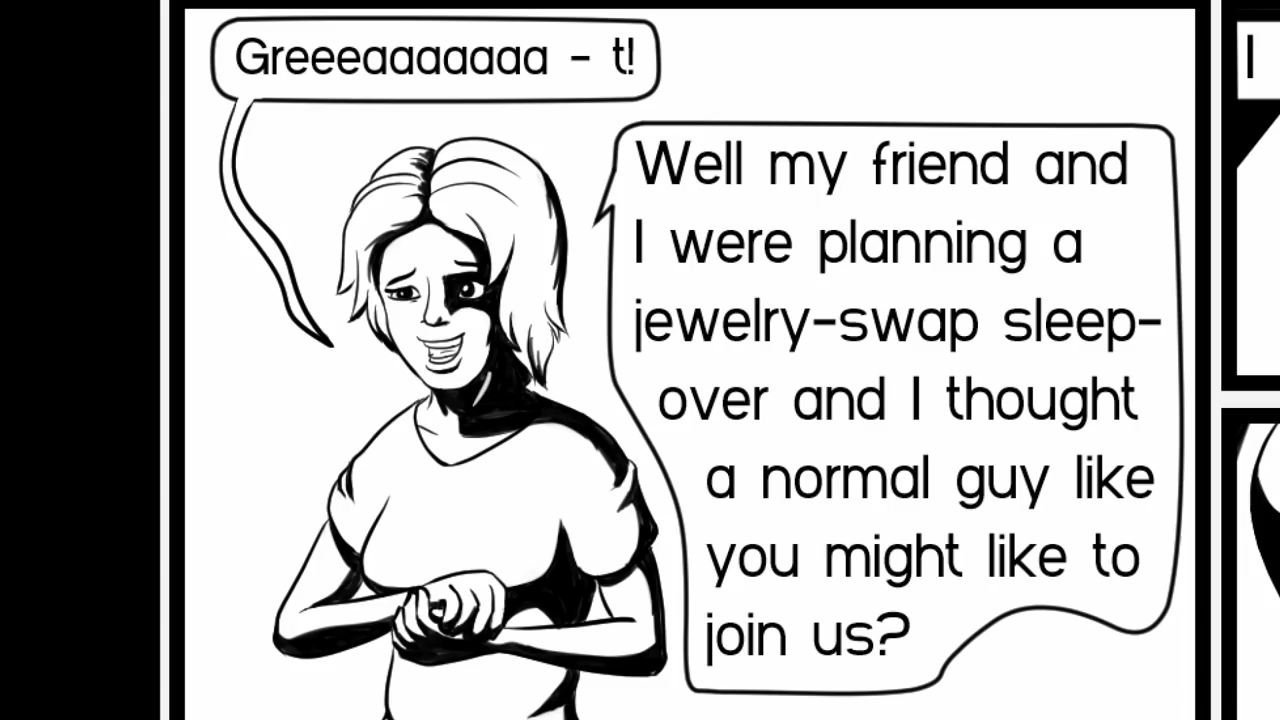 Greeeaaaaaaa - t!
Well my friend and
I were planning a
jewelry-swap sleep-
over and I thought
a normal guy like
you might like to
join us?
I